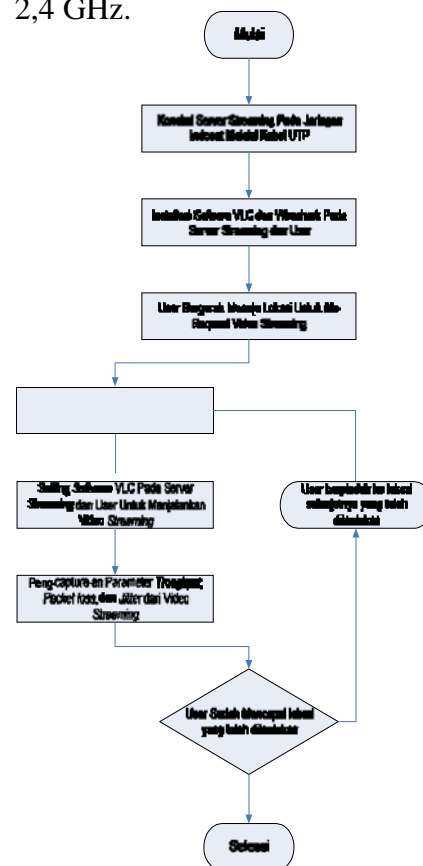 2,4 GHz.
Mulai
Koneksi Server Streaming Pada Jaringan
Indosat Melalui Kabel UTP
Installasi Software VLC dan Wireshark Pada
Server Streaming dan User
User Bergerak Menuju Lokasi Untuk Me-
Request Video Streaming
Setting Software VLC Pada Server
Streaming dan User Untuk Menjalankan
Video Streaming
User berpindah ke lokasi
selanjutnya yang telah
ditentukan
Peng-capture-an Parameter
Packet loss, dan Jitter dari Video
Streaming
User Sudah Mencapai lokasi
yang telah ditentukan
Selesai